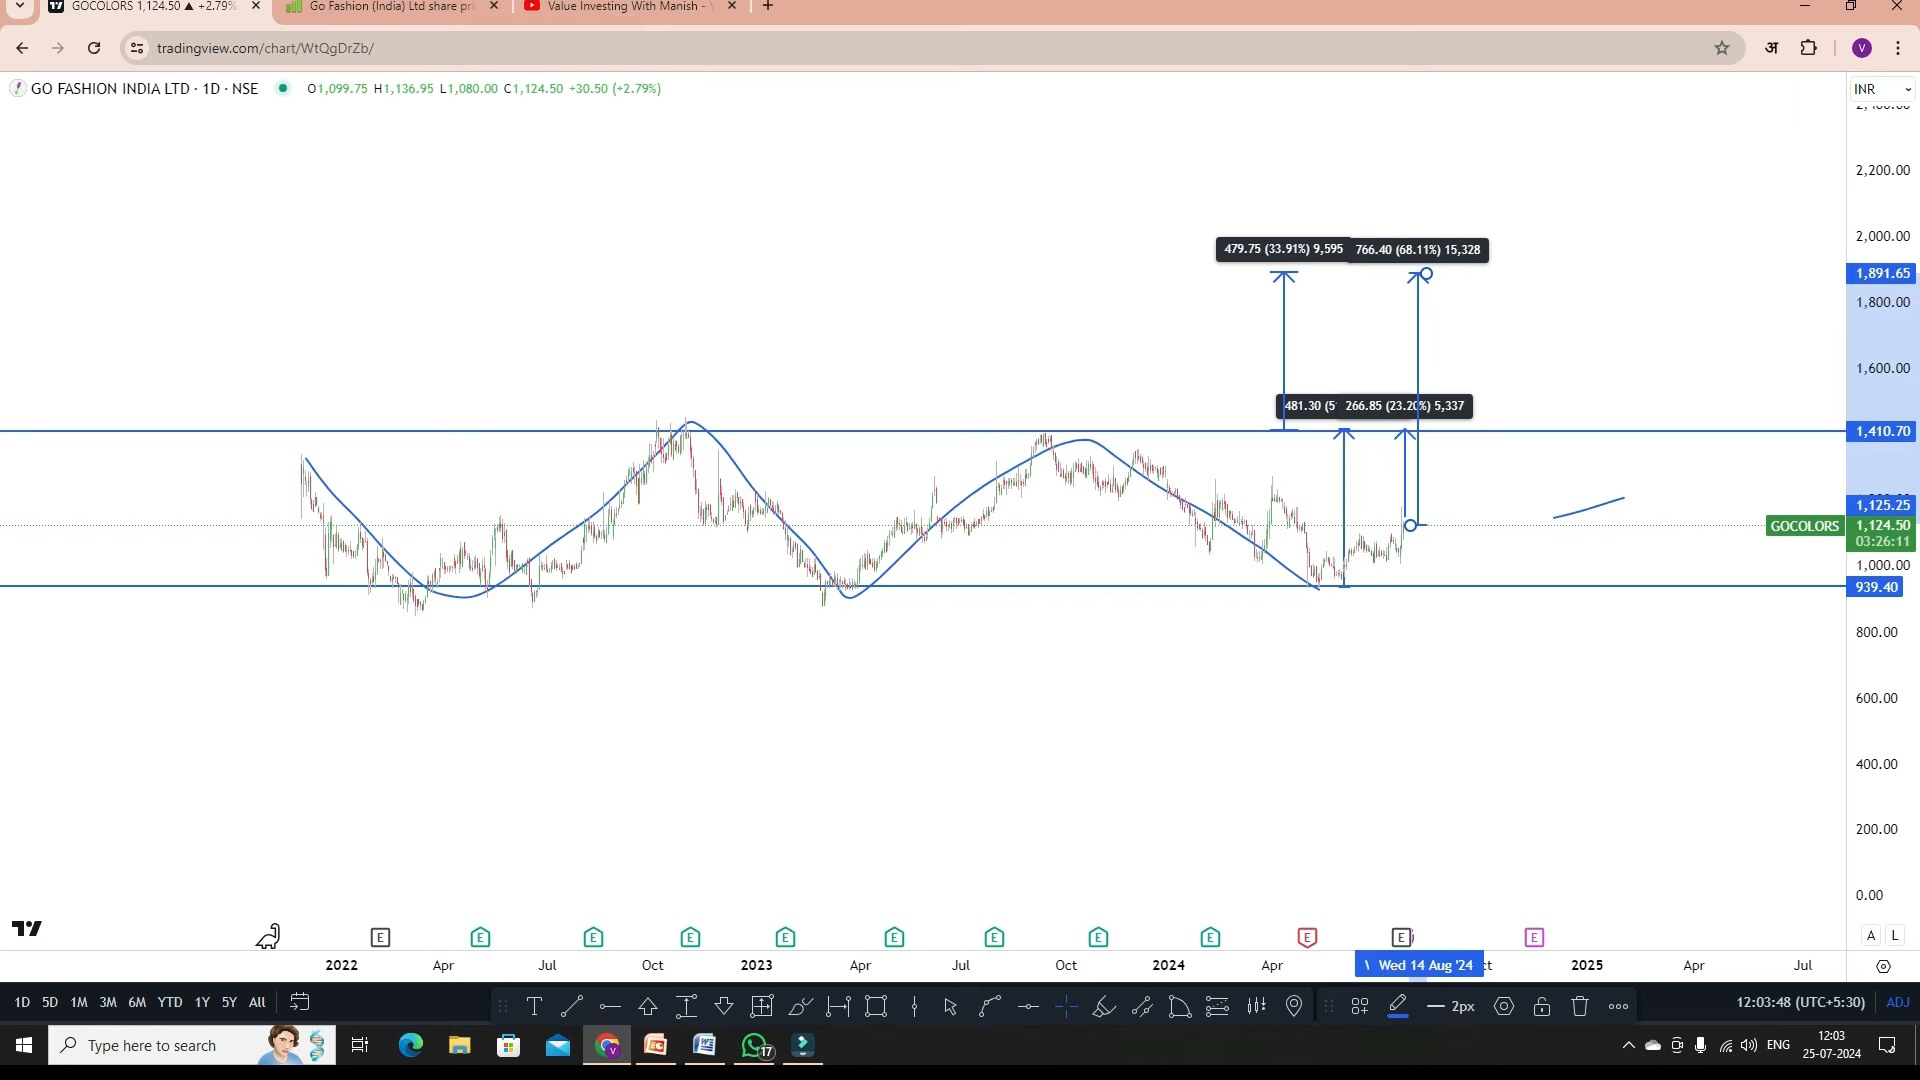 GOCOLORS 1,124.50 ▲ +2.79%
Go Fashion (India) Ltd share pri
Value Investing With Manish -
tradingview.com/chart/WtQgDrZb/
अ
V
GO FASHION INDIA LTD · 1D · NSE
O1,099.75 H1,136.95 L1,080.00 C1,124.50 +30.50 (+2.79%)
INR
2,200.00
2,000.00
1,891.65
1,800.00
1,600.00
1,410.70
1,125.25
GOCOLORS 1,124.50
03:26:11
1,000.00
939.40
800.00
600.00
400.00
200.00
0.00
479.75 (33.91%) 9,595
766.40 (68.11%) 15,328
481.30 (5
266.85 (23.20%) 5,337
E E E E E E E E E E E E
A L
2022 Apr Jul Oct 2023 Apr Jul Oct 2024 Apr Wed 14 Aug '24 2025 Apr Jul
1D 5D 1M 3M 6M YTD 1Y 5Y All
T
2px
12:03:48 (UTC+5:30) ADJ
Type here to search
17
ENG
12:03
25-07-2024